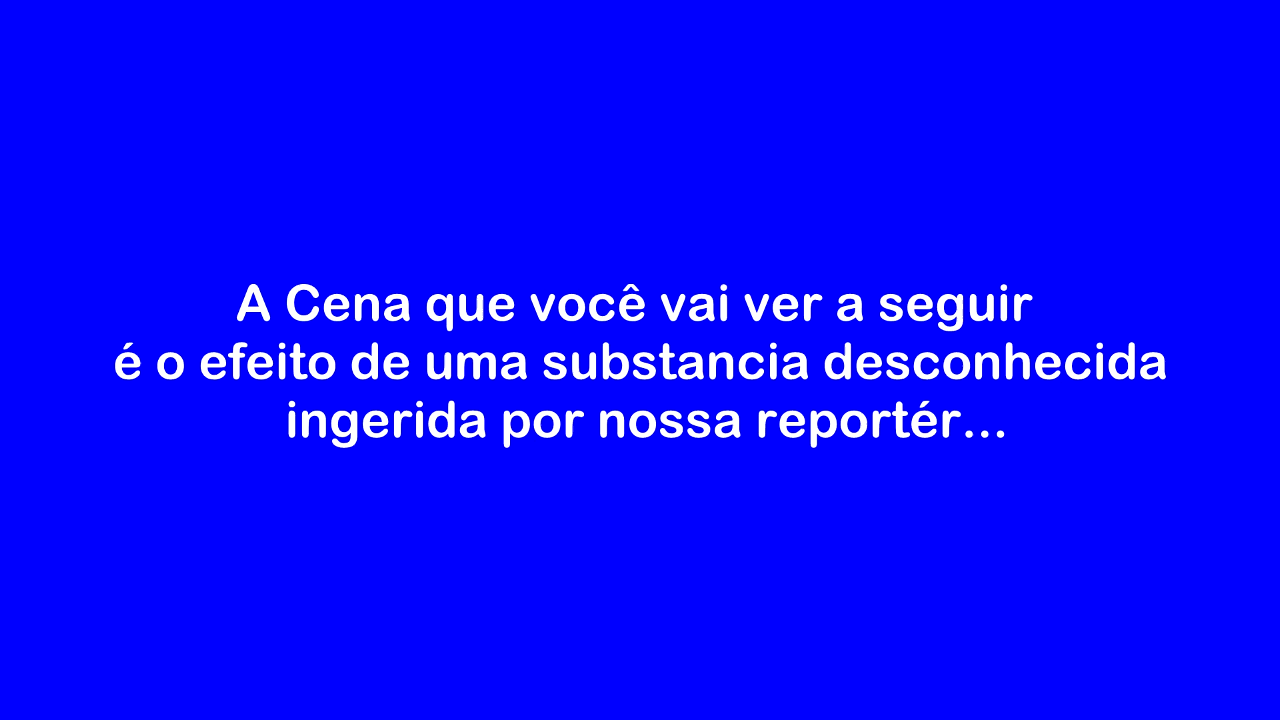 A Cena que você vai ver a seguir
é o efeito de uma substancia desconhecida
ingerida por nossa reportér...